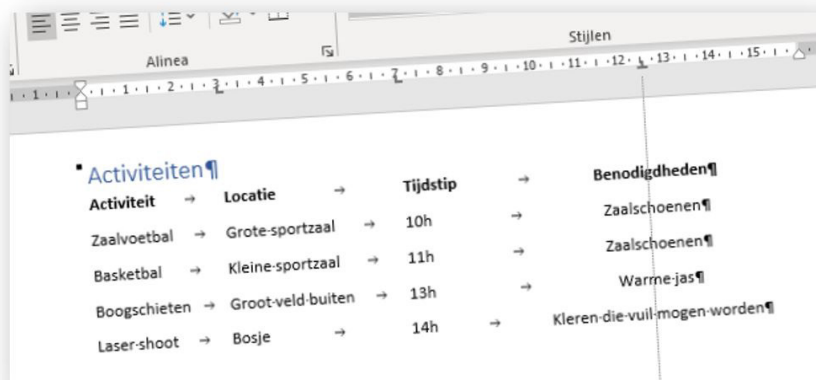 Alinea
Stijlen
1 1 2 3 4 5 6 7 8 9 10 11 12 13 14 15
Activiteiten¶
Activiteit → Locatie → Tijdstip → Benodigdheden¶
Zaalvoetbal → Grote·sportzaal → 10h → Zaalschoenen¶
Basketbal → Kleine·sportzaal → 11h → Zaalschoenen¶
Boogschieten → Groot·veld·buiten → 13h → Warme·jas¶
Laser·shoot → Bosje → 14h → Kleren·die·vuil·mogen·worden¶